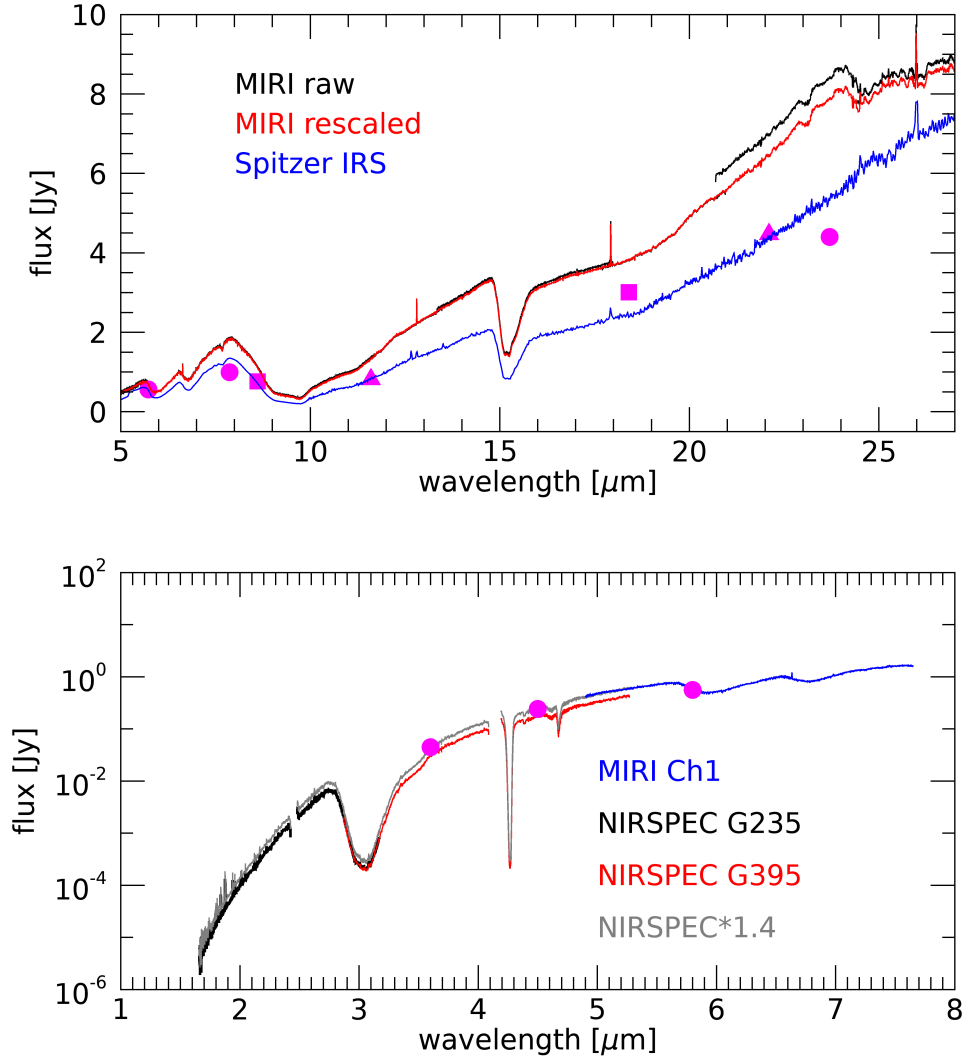 10
8
6
4
2
0
flux [Jy]
MIRI raw
MIRI rescaled
Spitzer IRS
5 10 15 20 25
wavelength [μm]
10²
10⁰
10⁻²
10⁻⁴
10⁻⁶
flux [Jy]
MIRI Ch1
NIRSPEC G235
NIRSPEC G395
NIRSPEC*1.4
1 2 3 4 5 6 7 8
wavelength [μm]